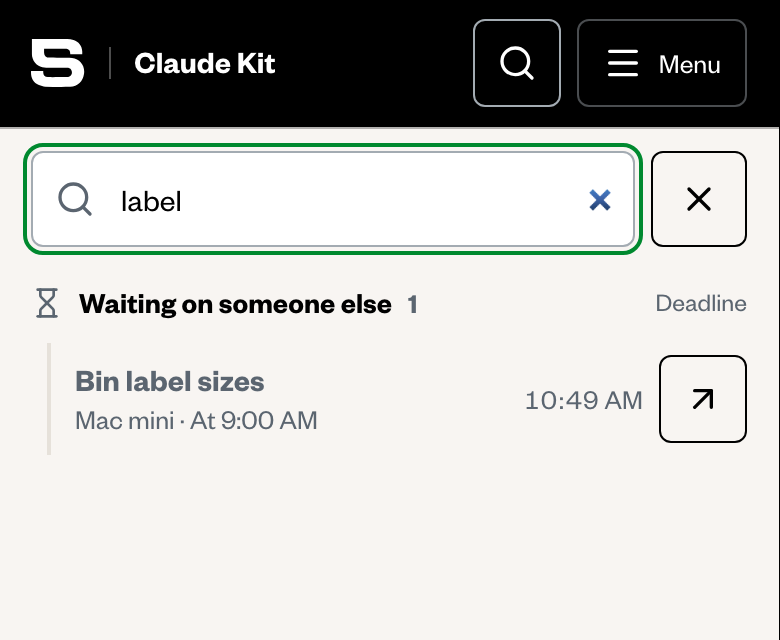 Claude Kit
Menu
label
Waiting on someone else 1
Deadline
Bin label sizes
Mac mini · At 9:00 AM
10:49 AM